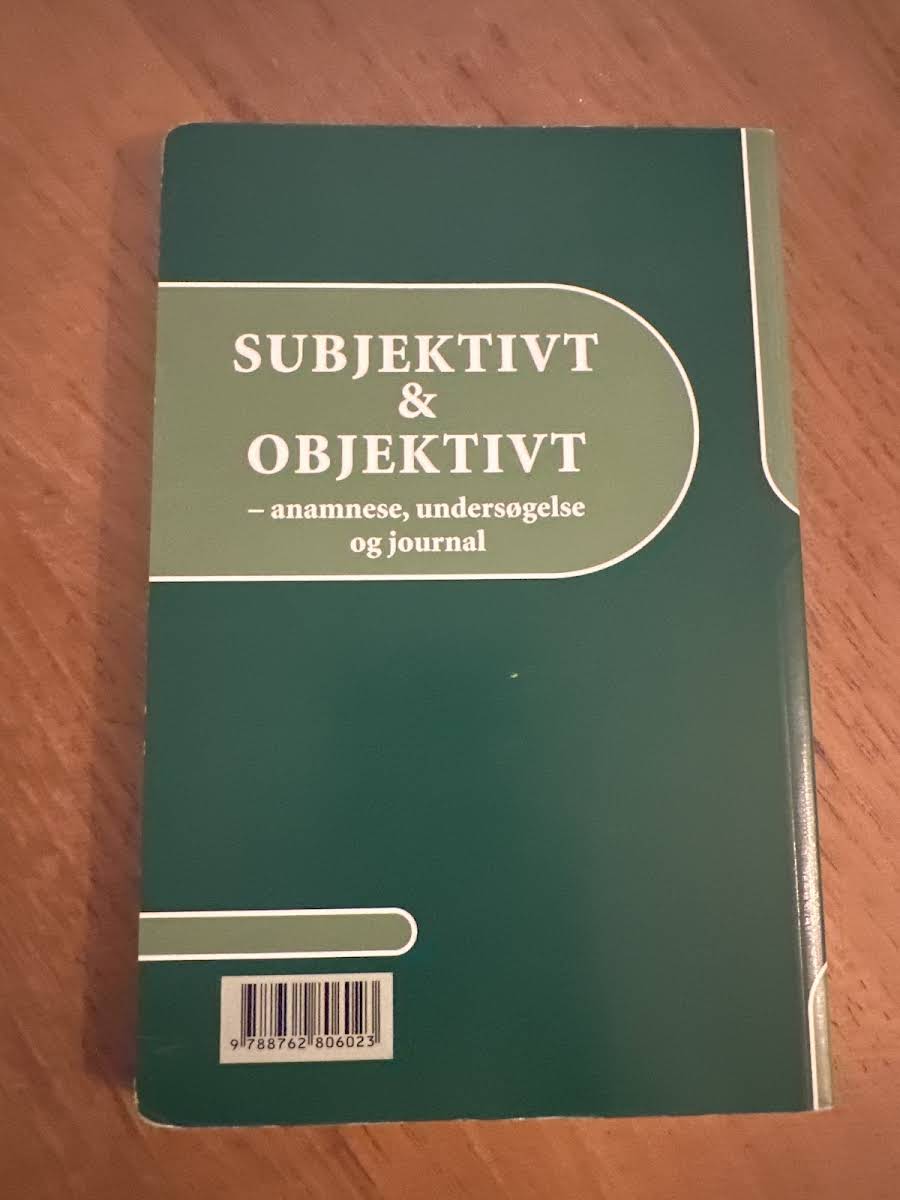 SUBJEKTIVT
&
OBJEKTIVT
– anamnese, undersøgelse
og journal
9 788762 806023